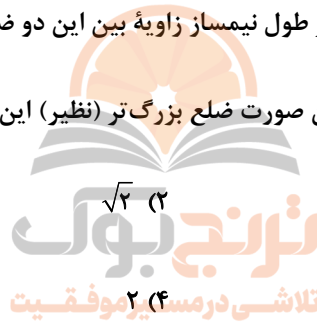 طول نیمساز زاویهٔ بین این دو
صورت ضلع بزرگ‌تر (نظیر) این
۲) √۲
ترنج بوک
تلاشی در مسیر موفقیت
۴) ۲